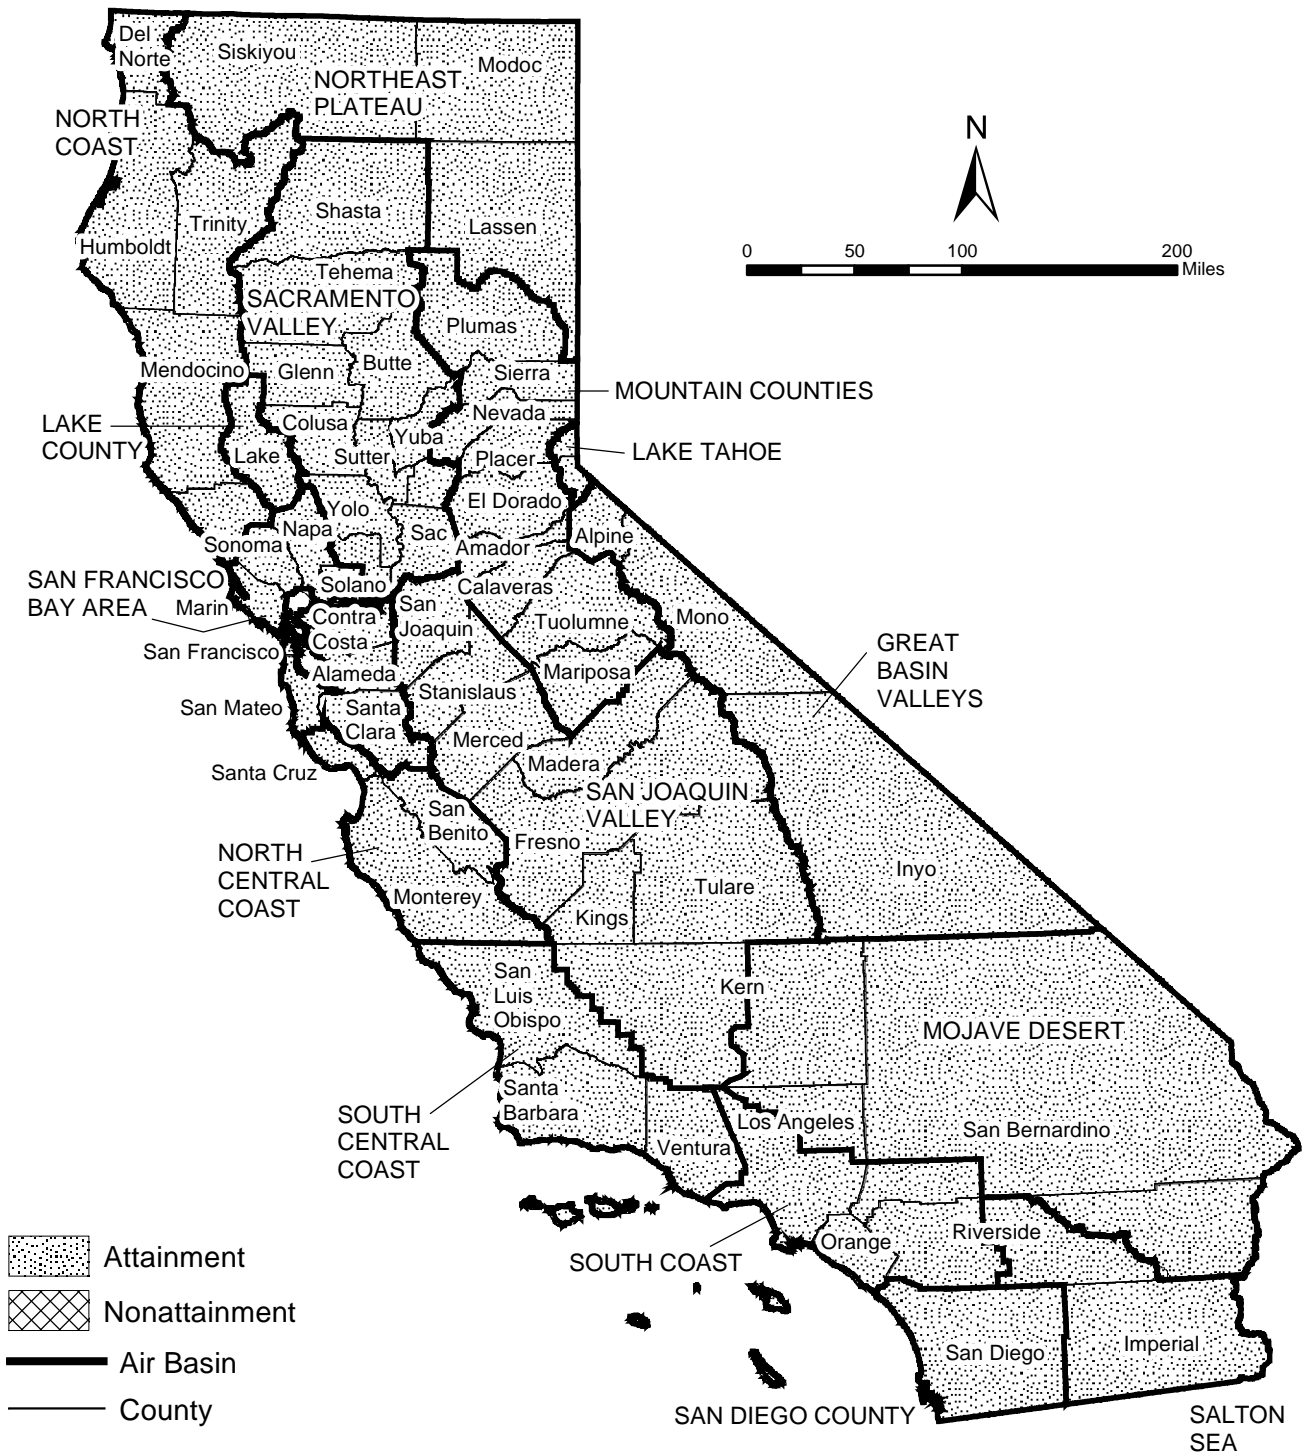 Del
Norte
Siskiyou
Modoc
NORTHEAST
PLATEAU
NORTH
COAST
N
Shasta
Trinity
Lassen
Humboldt
0 50 100 200
Miles
Tehema
SACRAMENTO
VALLEY
Plumas
Butte
Mendocino
Glenn
Sierra
MOUNTAIN COUNTIES
Nevada
LAKE
COUNTY
Colusa
Yuba
Lake
Sutter
Placer
LAKE TAHOE
El Dorado
Yolo
Napa
Sac
Alpine
Sonoma
Amador
SAN FRANCISCO
BAY AREA
Solano
Calaveras
Marin
San
Joaquin
Contra
Costa
Tuolumne
Mono
San Francisco
GREAT
BASIN
VALLEYS
Alameda
Mariposa
Stanislaus
San Mateo
Santa
Clara
Merced
Madera
Santa Cruz
SAN JOAQUIN
VALLEY
San
Benito
Fresno
NORTH
CENTRAL
COAST
Inyo
Tulare
Monterey
Kings
San
Luis
Obispo
Kern
MOJAVE DESERT
Santa
Barbara
SOUTH
CENTRAL
COAST
Los Angeles
San Bernardino
Ventura
Riverside
Orange
SOUTH COAST
Attainment
Nonattainment
Air Basin
County
San Diego
Imperial
SAN DIEGO COUNTY
SALTON
SEA